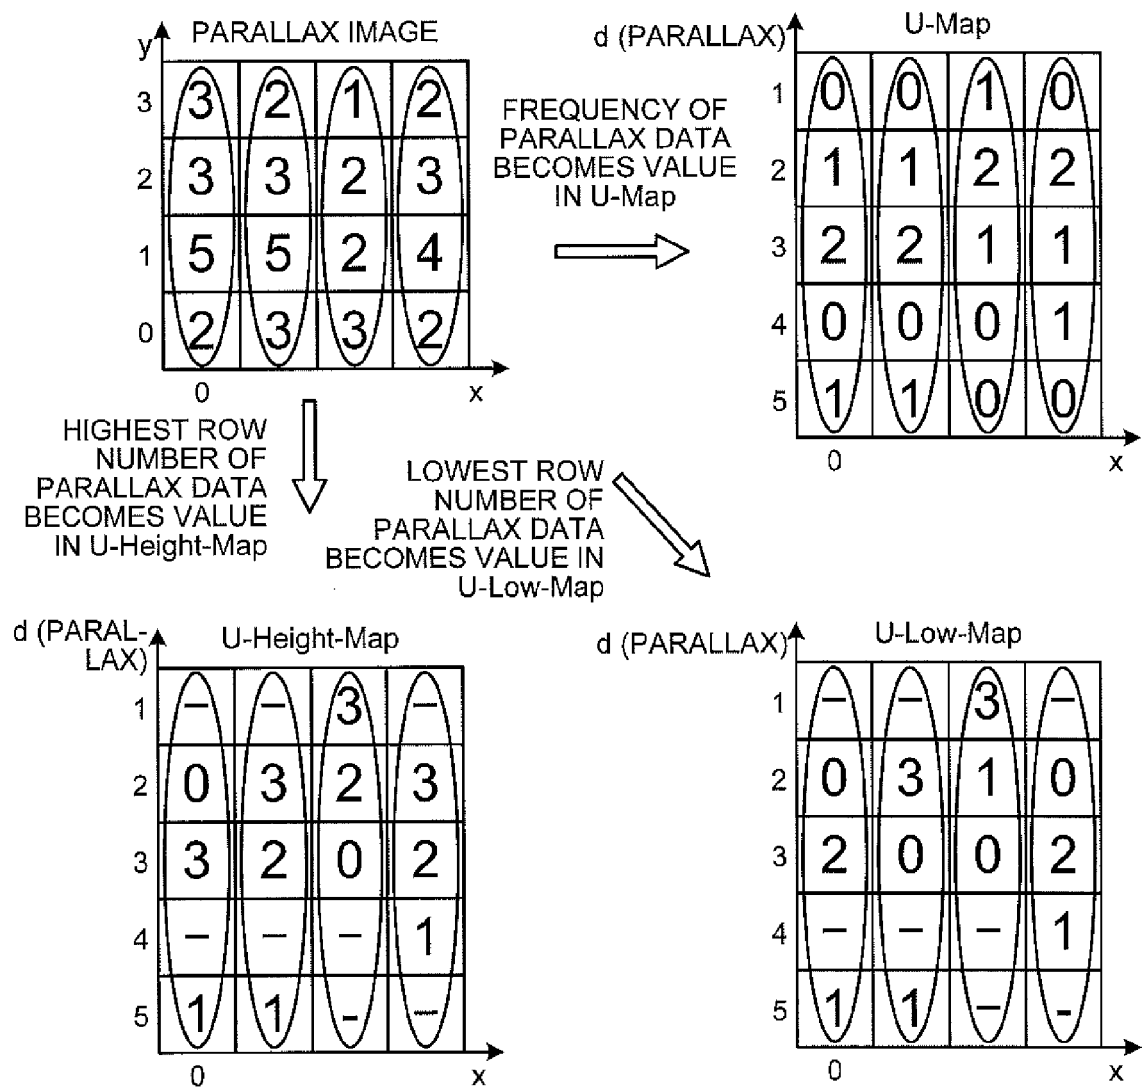 PARALLAX IMAGE
y
3 3 2 1 2
2 3 3 2 3
1 5 5 2 4
0 2 3 3 2
0 x
FREQUENCY OF
PARALLAX DATA
BECOMES VALUE
IN U-Map
d (PARALLAX) U-Map
1 0 0 1 0
2 1 1 2 2
3 2 2 1 1
4 0 0 0 1
5 1 1 0 0
0 x
HIGHEST ROW
NUMBER OF
PARALLAX DATA
BECOMES VALUE
IN U-Height-Map
LOWEST ROW
NUMBER OF
PARALLAX DATA
BECOMES VALUE IN
U-Low-Map
d (PARAL-
LAX)
U-Height-Map
1 – – 3 –
2 0 3 2 3
3 3 2 0 2
4 – – – 1
5 1 1 - –
0 x
d (PARALLAX) U-Low-Map
1 – – 3 –
2 0 3 1 0
3 2 0 0 2
4 – – – 1
5 1 1 – -
0 x